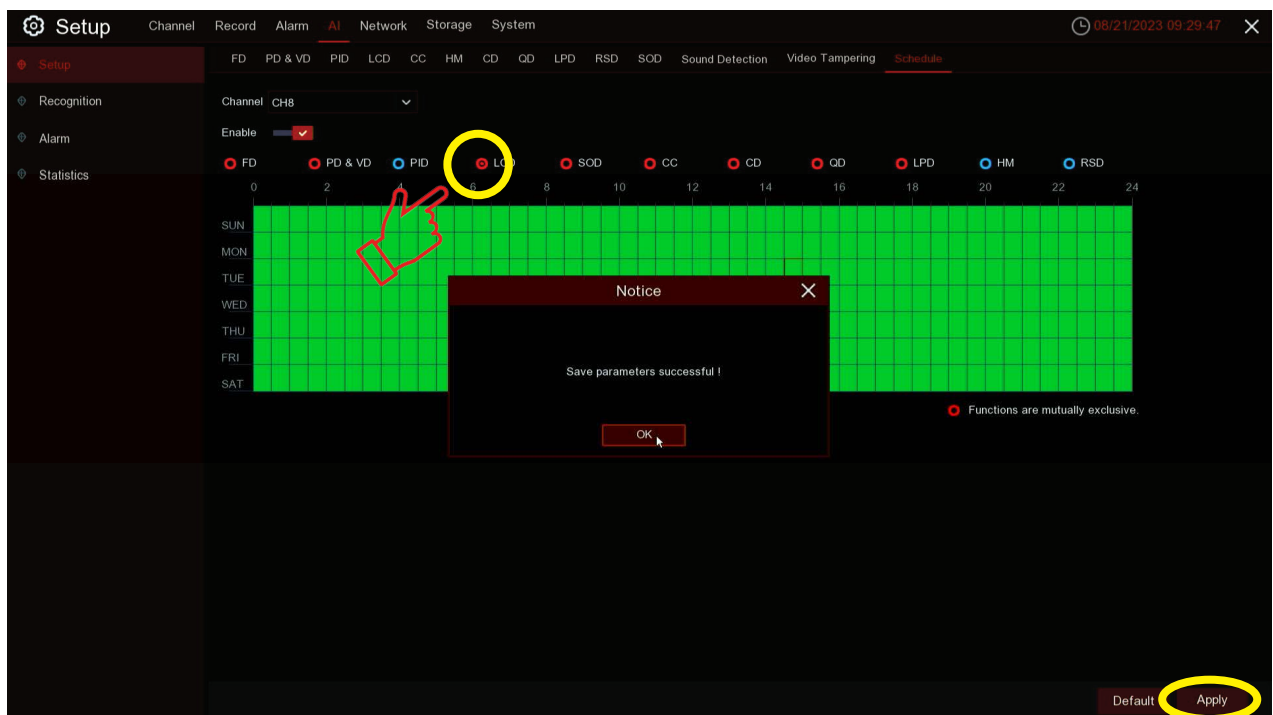 Setup Channel Record Alarm AI Network Storage System 08/21/2023 09:29:47
Setup FD PD & VD PID LCD CC HM CD QD LPD RSD SOD Sound Detection Video Tampering Schedule
Recognition Channel CH8
Alarm Enable
FD PD & VD PID LCD SOD CC CD QD LPD HM RSD
Statistics
0 2 4 6 8 10 12 14 16 18 20 22 24
SUN
MON
TUE
Notice
WED
THU
FRI
Save parameters successful !
SAT
Functions are mutually exclusive.
OK
Default Apply